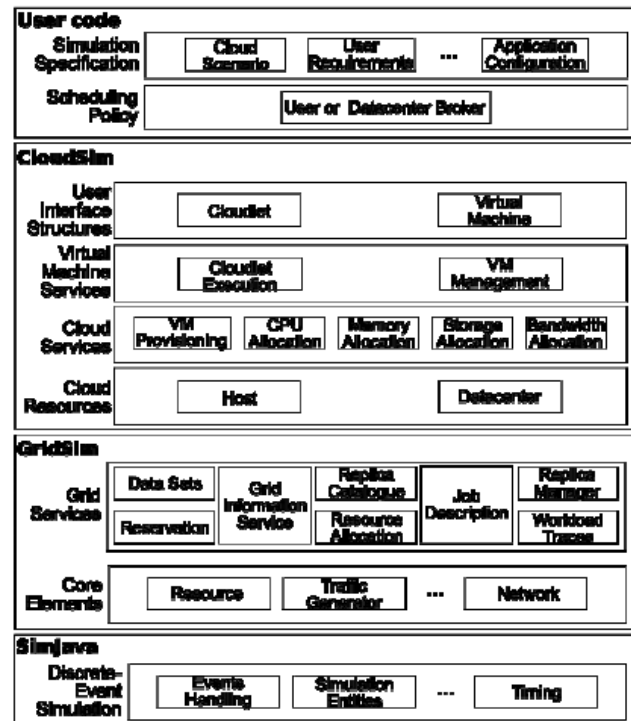 User code
Simulation
Specification
Cloud
Scenario
User
Requirements
...
Application
Configuration
Scheduling
Policy
User or Datacenter Broker
CloudSim
User
Interface
Structures
Cloudlet
Virtual
Machine
Virtual
Machine
Services
Cloudlet
Execution
VM
Management
Cloud
Services
VM
Provisioning
CPU
Allocation
Memory
Allocation
Storage
Allocation
Bandwidth
Allocation
Cloud
Resources
Host
Datacenter
GridSim
Grid
Services
Data Sets
Reservation
Grid
Information
Service
Replica
Catalogue
Resource
Allocation
Job
Description
Replica
Manager
Workload
Traces
Core
Elements
Resource
Traffic
Generator
...
Network
SimJava
Discrete-
Event
Simulation
Events
Handling
Simulation
Entities
...
Timing